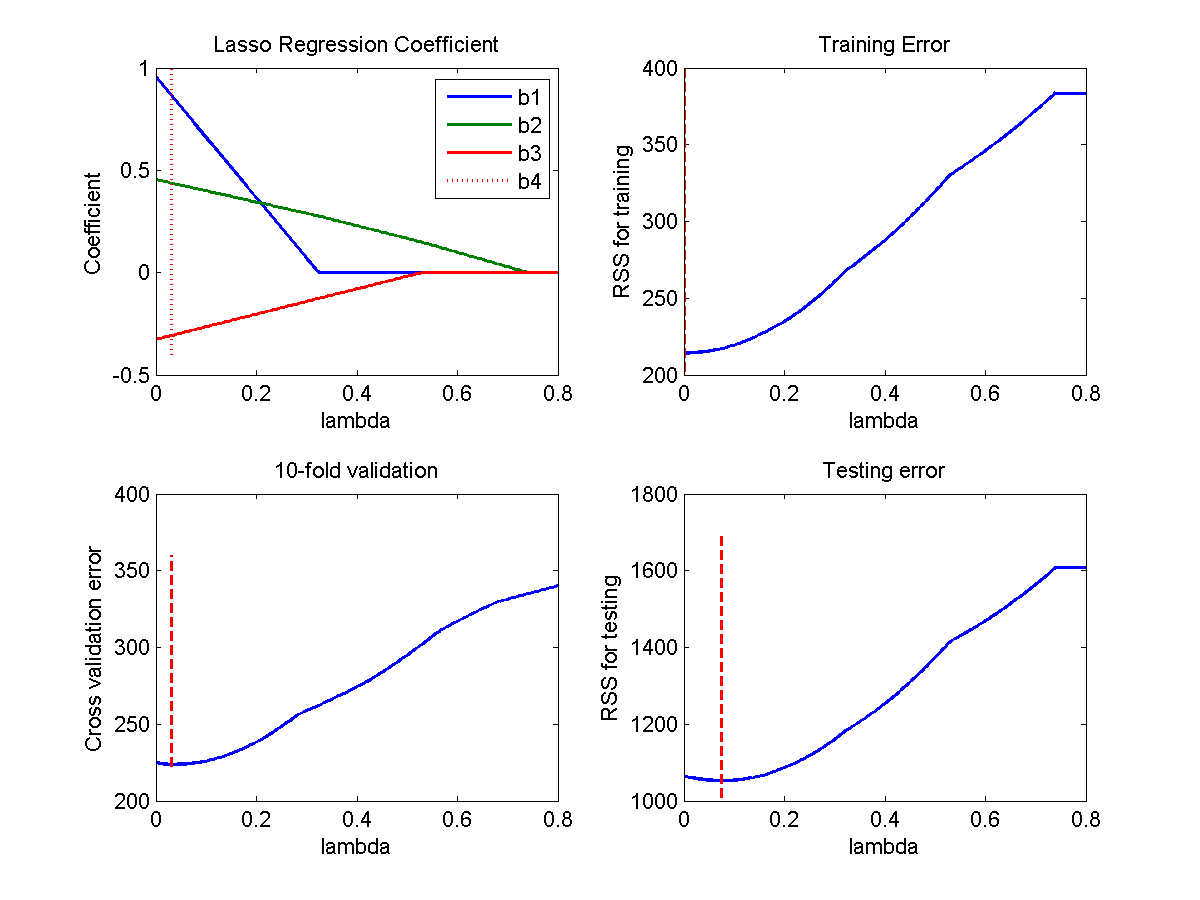 Lasso Regression Coefficient
1
0.5
0
-0.5
Coefficient
0 0.2 0.4 0.6 0.8
lambda
b1
b2
b3
b4
Training Error
400
350
300
250
200
RSS for training
0 0.2 0.4 0.6 0.8
lambda
10-fold validation
400
350
300
250
200
Cross validation error
0 0.2 0.4 0.6 0.8
lambda
Testing error
1800
1600
1400
1200
1000
RSS for testing
0 0.2 0.4 0.6 0.8
lambda